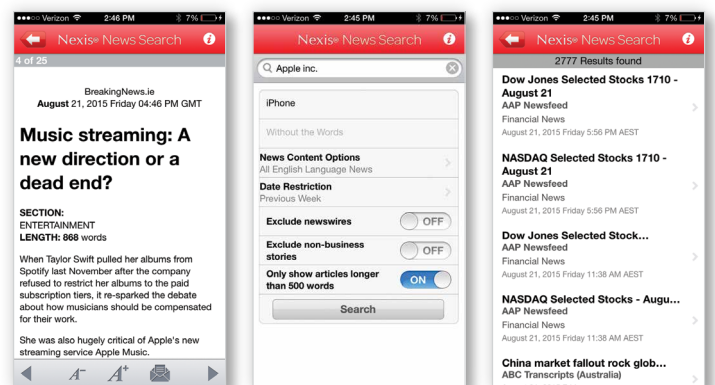 ●●●○○ Verizon 2:46 PM 7%
Nexis® News Search i
4 of 25
BreakingNews.ie
August 21, 2015 Friday 04:46 PM GMT
Music streaming: A
new direction or a
dead end?
SECTION:
ENTERTAINMENT
LENGTH: 868 words
When Taylor Swift pulled her albums from
Spotify last November after the company
refused to restrict her albums to the paid
subscription tiers, it re-sparked the debate
about how musicians should be compensated
for their work.
She was also hugely critical of Apple's new
streaming service Apple Music.
A- A+
●●●○○ Verizon 2:45 PM 7%
Nexis® News Search i
Apple inc.
iPhone
Without the Words
News Content Options
All English Language News
Date Restriction
Previous Week
Exclude newswires OFF
Exclude non-business
stories OFF
Only show articles longer
than 500 words ON
Search
●●●○○ Verizon 2:45 PM 7%
Nexis® News Search i
2777 Results found
Dow Jones Selected Stocks 1710 -
August 21
AAP Newsfeed
Financial News
August 21, 2015 Friday 5:56 PM AEST
NASDAQ Selected Stocks 1710 -
August 21
AAP Newsfeed
Financial News
August 21, 2015 Friday 5:56 PM AEST
Dow Jones Selected Stock...
AAP Newsfeed
Financial News
August 21, 2015 Friday 11:38 AM AEST
NASDAQ Selected Stocks - Augu...
AAP Newsfeed
Financial News
August 21, 2015 Friday 11:38 AM AEST
China market fallout rock glob...
ABC Transcripts (Australia)